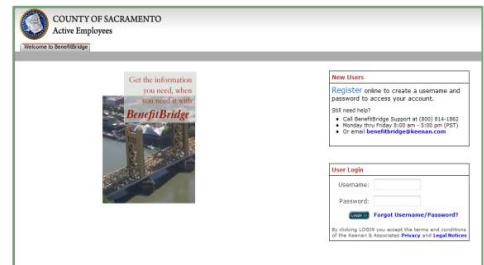 COUNTY OF SACRAMENTO
Active Employees
Welcome to BenefitBridge
Get the information
you need, when
you need it with
BenefitBridge
New Users
Register online to create a username and
password to access your account.
Still need help?
• Call BenefitBridge Support at (800) 814-1862
• Monday thru Friday 8:00 am - 5:00 pm (PST)
• Or email benefitbridge@keenan.com
User Login
Username:
Password:
Forgot Username/Password?
By clicking LOGIN you accept the terms and conditions
of the Keenan & Associates Privacy and Legal Notices